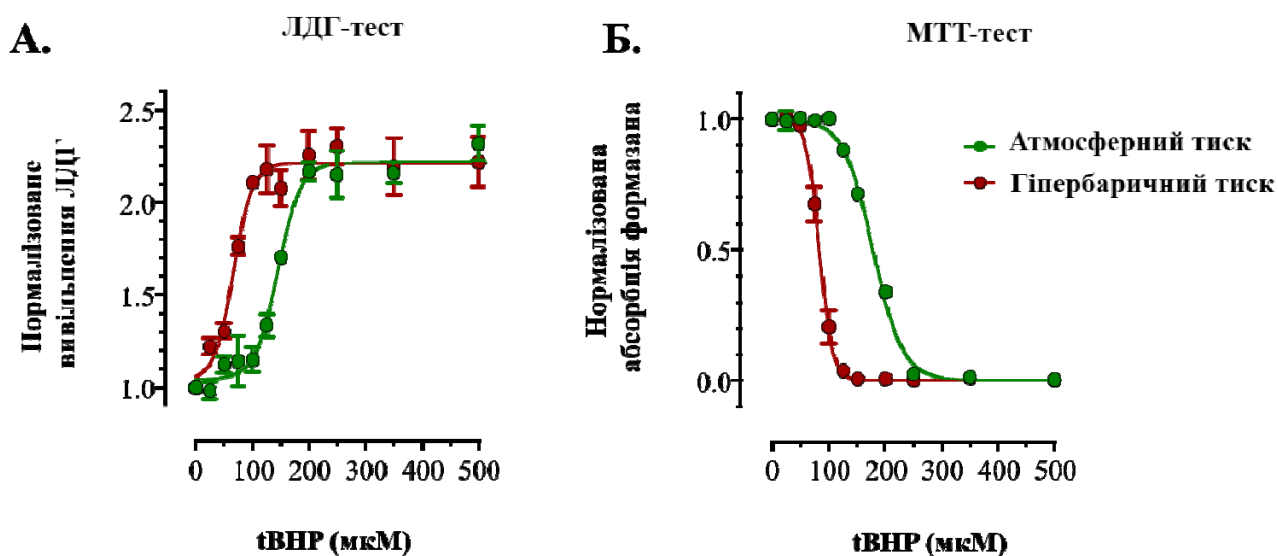 А.
ЛДГ-тест
Нормалізоване
вивільнення ЛДГ
2.5
2.0
1.5
1.0
0 100 200 300 400 500
tBHP (мкМ)
Б.
МТТ-тест
Нормалізована
абсорбція формазана
1.0
0.5
0.0
0 100 200 300 400 500
tBHP (мкМ)
Атмосферний тиск
Гіпербаричний тиск